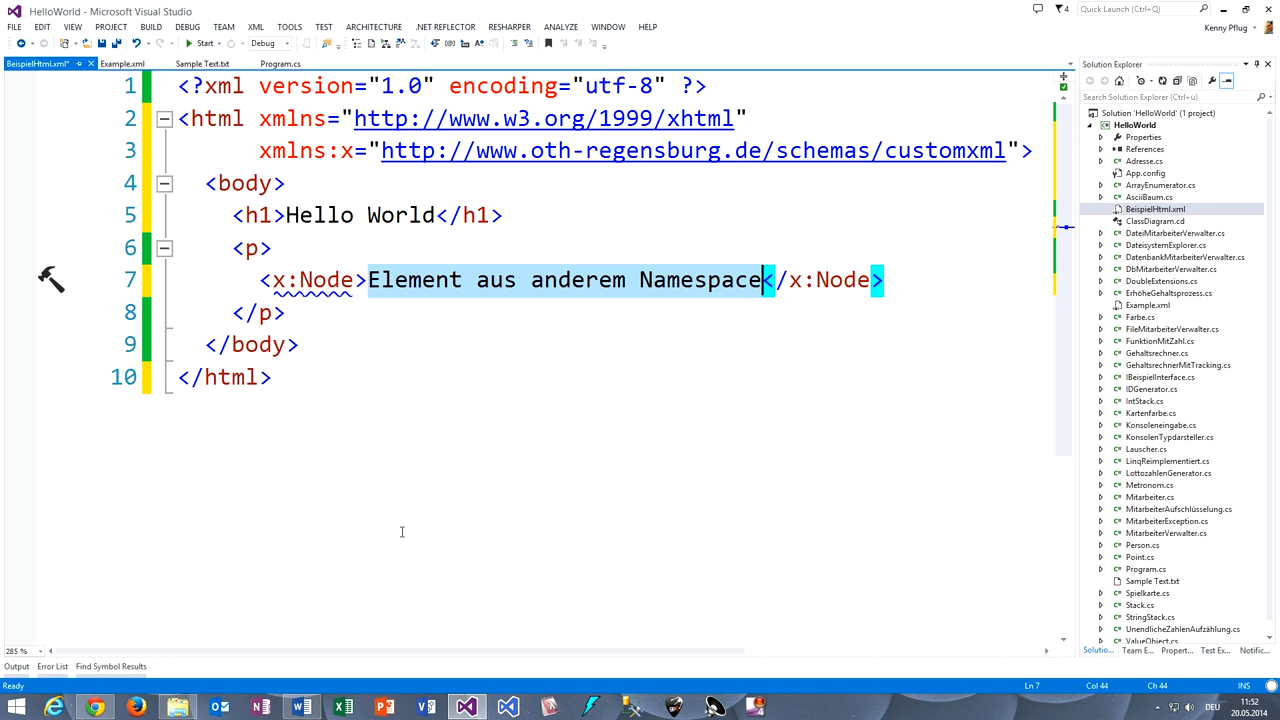 HelloWorld - Microsoft Visual Studio
4
Quick Launch (Ctrl+Q)
FILE EDIT VIEW PROJECT BUILD DEBUG TEAM XML TOOLS TEST ARCHITECTURE .NET REFLECTOR RESHARPER ANALYZE WINDOW HELP
Kenny Pflug
Start Debug
BeispielHtml.xml* Example.xml Sample Text.txt Program.cs
1 <?xml version="1.0" encoding="utf-8" ?>
2 <html xmlns="http://www.w3.org/1999/xhtml"
3 xmlns:x="http://www.oth-regensburg.de/schemas/customxml">
4 <body>
5 <h1>Hello World</h1>
6 <p>
7 <x:Node>Element aus anderem Namespace</x:Node>
8 </p>
9 </body>
10 </html>
285 %
Solution Explorer
Search Solution Explorer (Ctrl+ü)
Solution 'HelloWorld' (1 project)
HelloWorld
Properties
References
Adresse.cs
App.config
ArrayEnumerator.cs
AsciiBaum.cs
BeispielHtml.xml
ClassDiagram.cd
DateiMitarbeiterVerwalter.cs
DateisystemExplorer.cs
DatenbankMitarbeiterVerwalter.cs
DbMitarbeiterVerwalter.cs
DoubleExtensions.cs
ErhöheGehaltsprozess.cs
Example.xml
Farbe.cs
FileMitarbeiterVerwalter.cs
FunktionMitZahl.cs
Gehaltsrechner.cs
GehaltsrechnerMitTracking.cs
IBeispielInterface.cs
IDGenerator.cs
IntStack.cs
Kartenfarbe.cs
Konsoleneingabe.cs
KonsolenTypdarsteller.cs
Lauscher.cs
LinqReimplementiert.cs
LottozahlenGenerator.cs
Metronom.cs
Mitarbeiter.cs
MitarbeiterAufschlüsselung.cs
MitarbeiterException.cs
MitarbeiterVerwalter.cs
Person.cs
Point.cs
Program.cs
Sample Text.txt
Spielkarte.cs
Stack.cs
StringStack.cs
UnendlicheZahlenAufzählung.cs
ValueObject.cs
Solutio... Team E... Propert... Test Ex... Notific...
Output Error List Find Symbol Results
Ready Ln 7 Col 44 Ch 44 INS
DEU 11:52
20.05.2014